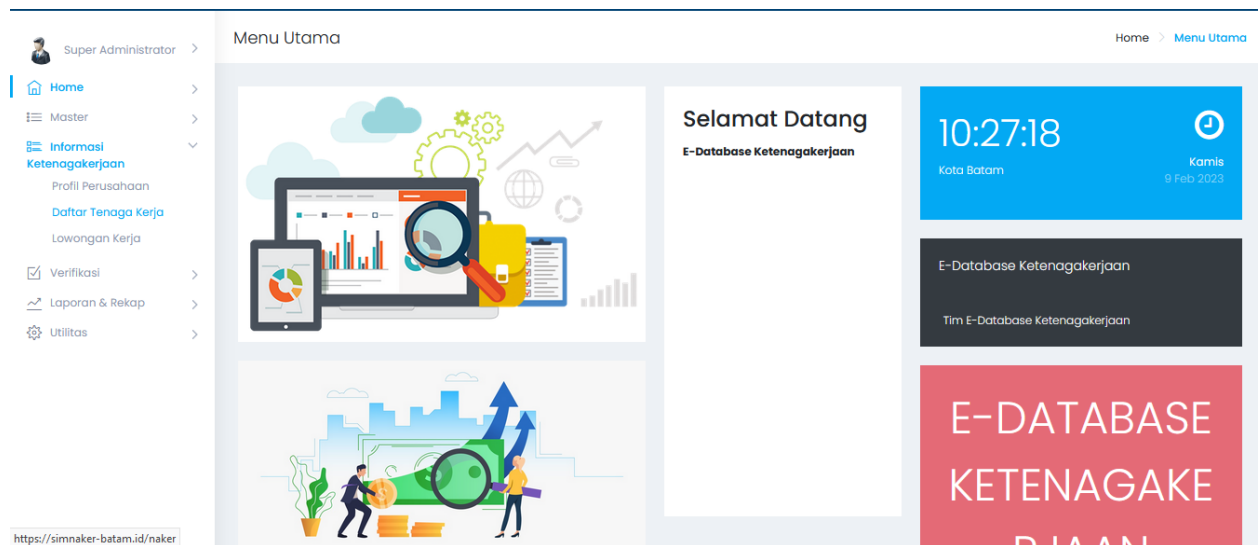 Super Administrator
Home
Master
Informasi
Ketenagakerjaan
Profil Perusahaan
Daftar Tenaga Kerja
Lowongan Kerja
Verifikasi
Laporan & Rekap
Utilitas
https://simnaker-batam.id/naker
Menu Utama
Home > Menu Utama
Selamat Datang
E-Database Ketenagakerjaan
10:27:18
Kota Batam
Kamis
9 Feb 2023
E-Database Ketenagakerjaan
Tim E-Database Ketenagakerjaan
E-DATABASE
KETENAGAKE
RJAAN